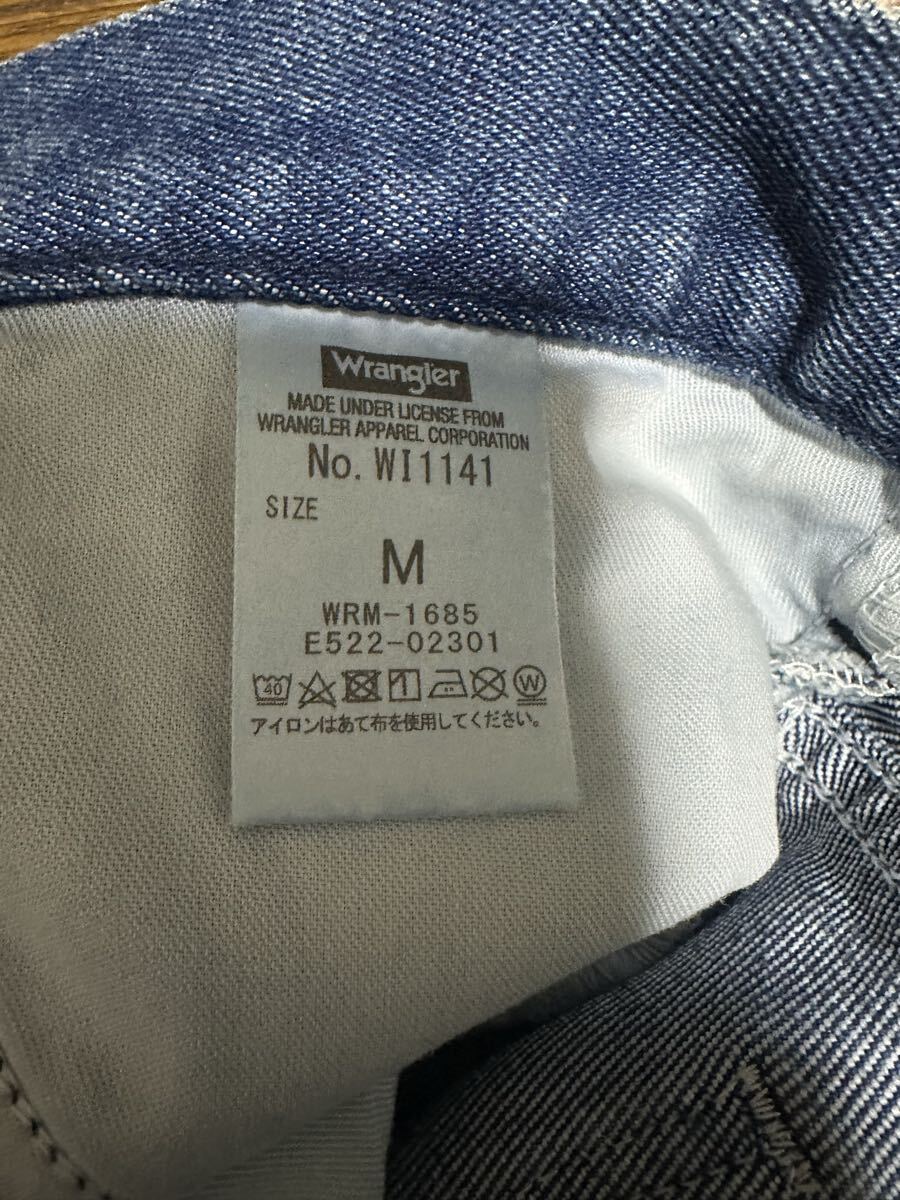 Wrangler
MADE UNDER LICENSE FROM
WRANGLER APPAREL CORPORATION
No. WI1141
SIZE
M
WRM-1685
E522-02301
40 W
アイロンはあて布を使用してください。